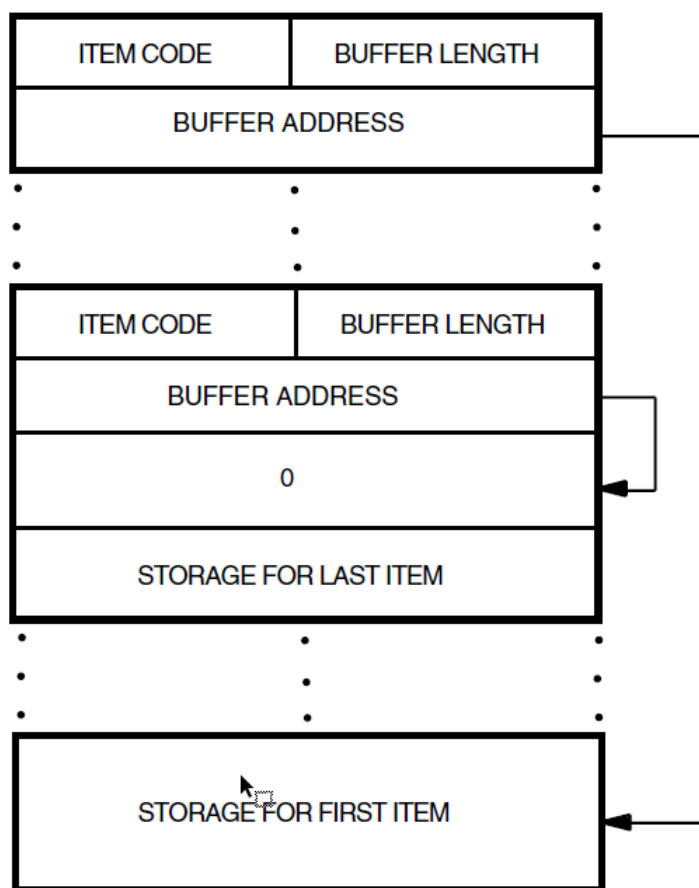 ITEM CODE BUFFER LENGTH
BUFFER ADDRESS
ITEM CODE BUFFER LENGTH
BUFFER ADDRESS
0
STORAGE FOR LAST ITEM
STORAGE FOR FIRST ITEM